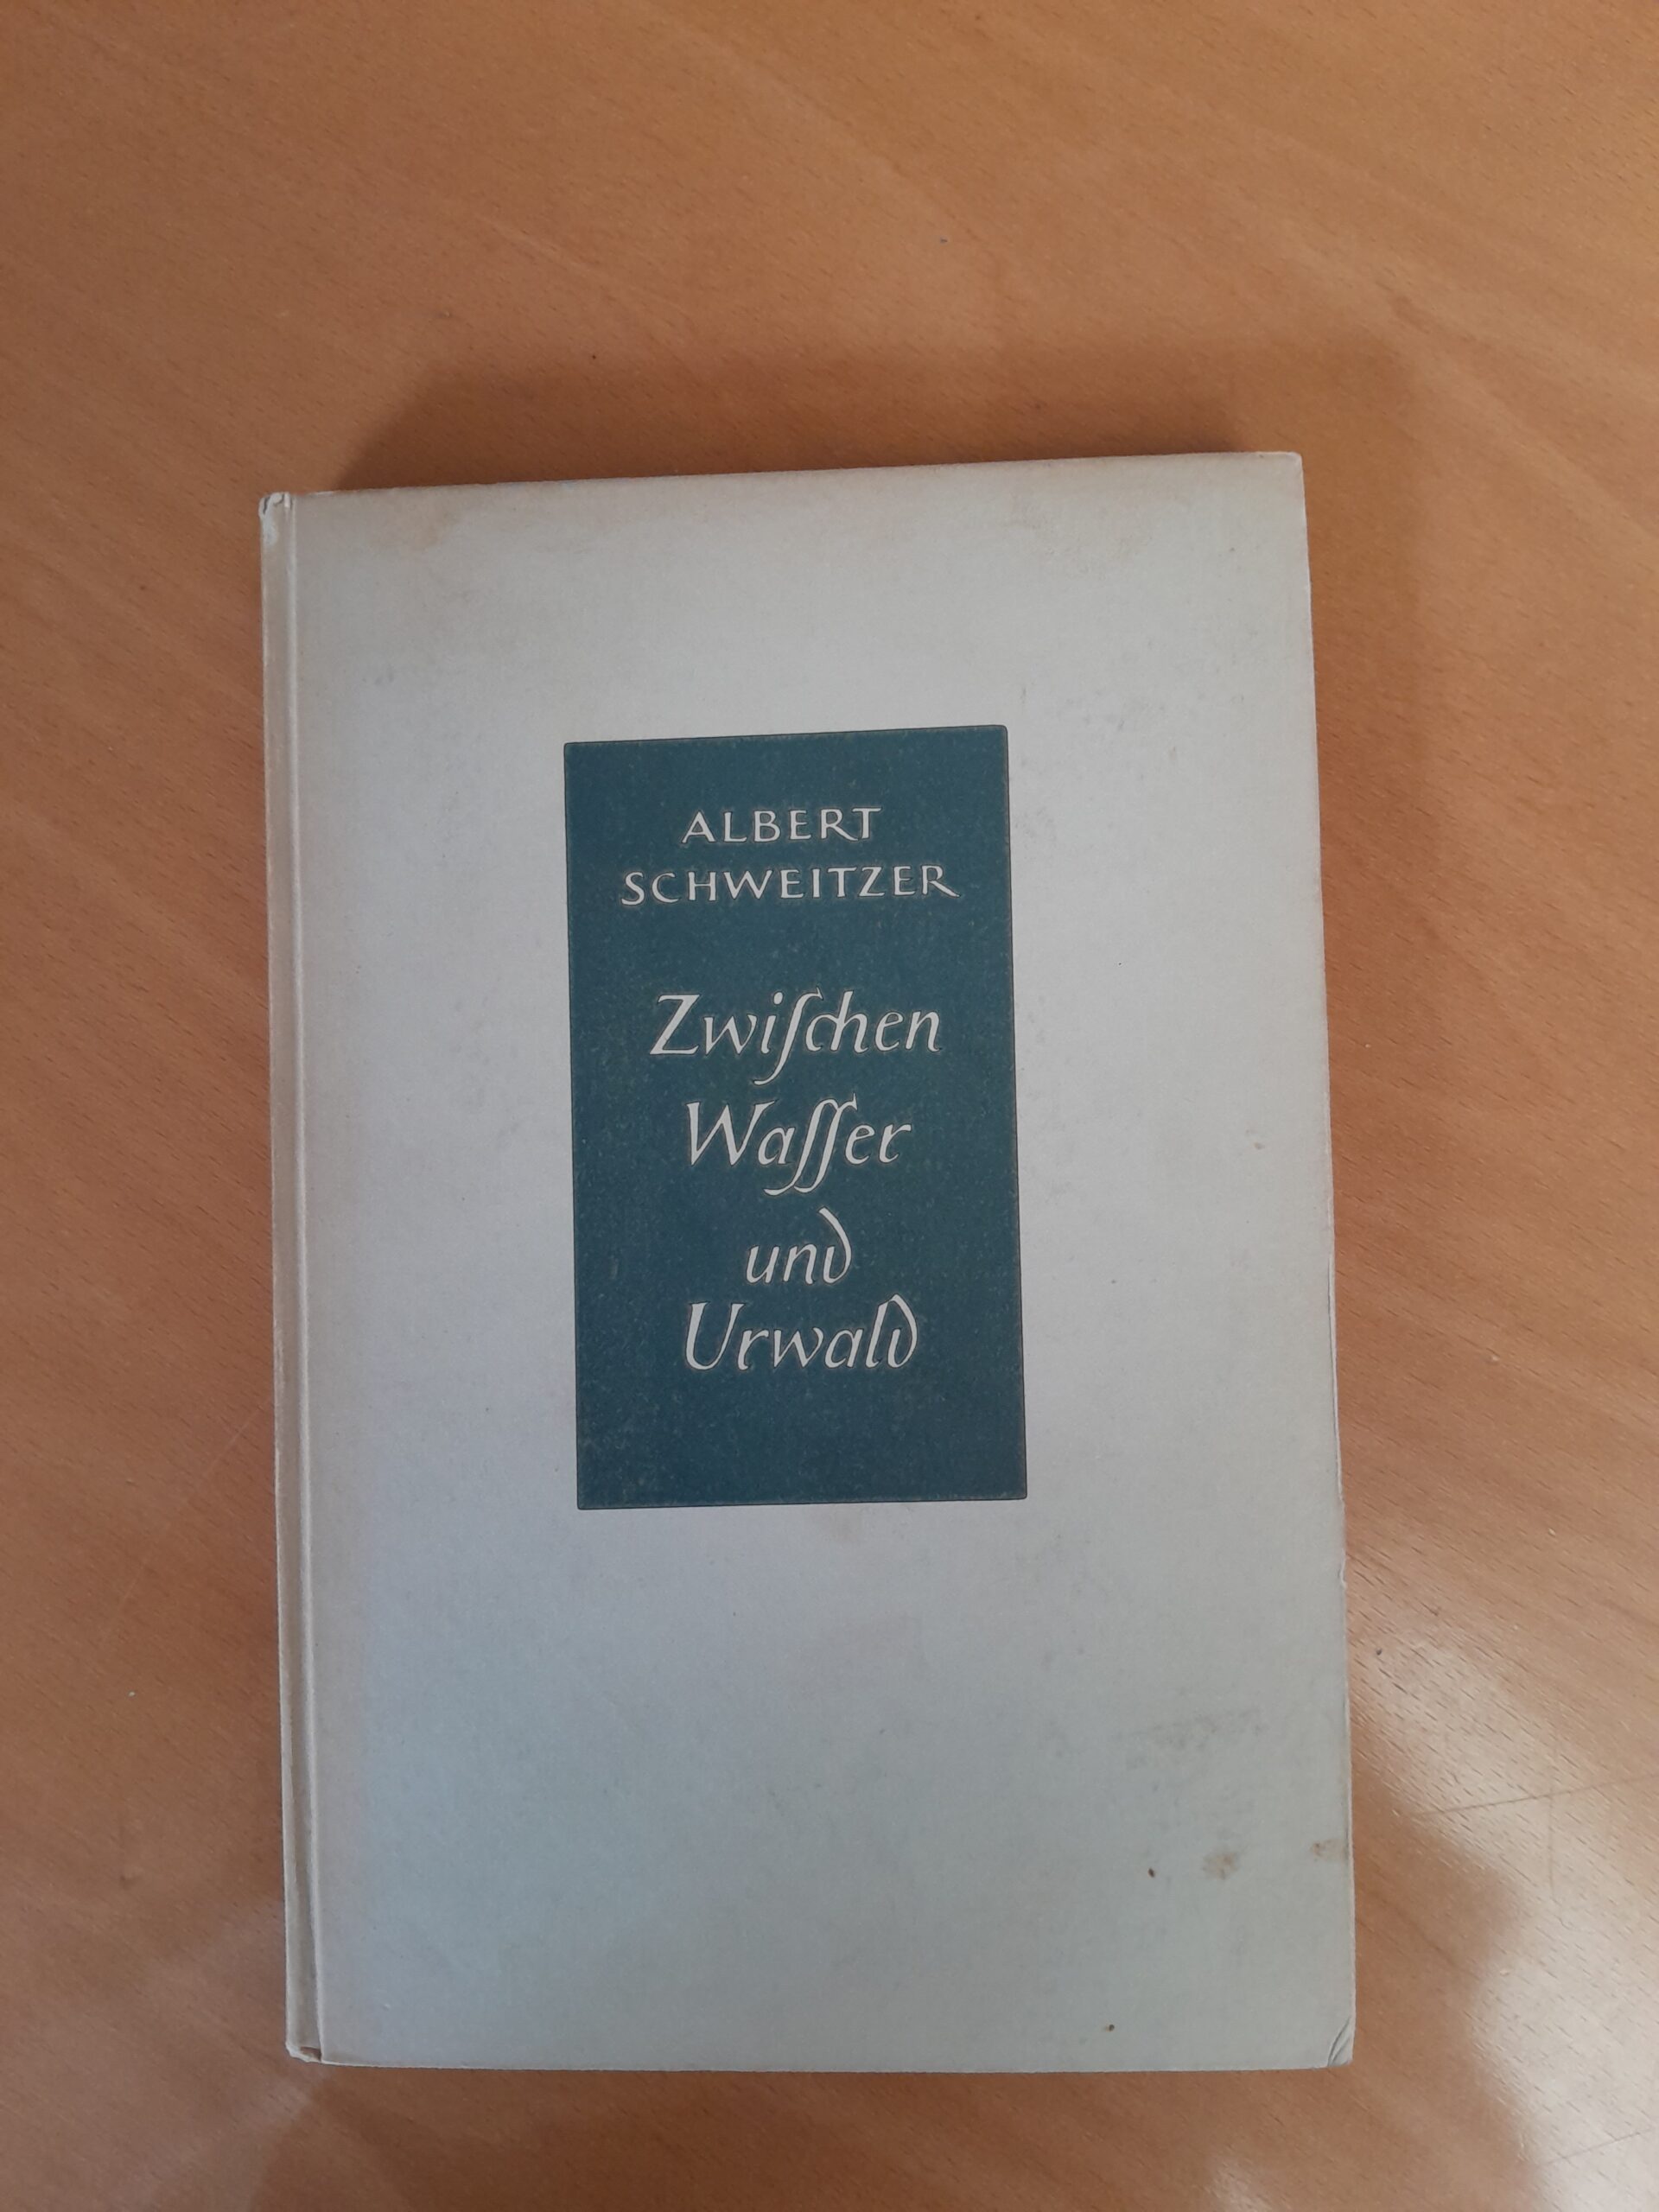 ALBERT
SCHWEITZER
Zwiſchen
Waſſer
und
Urwald